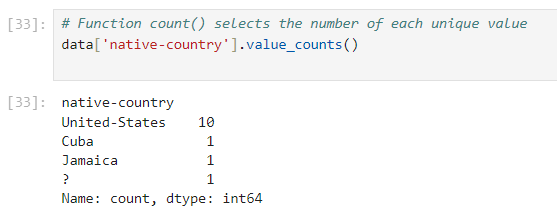 [33]: # Function count() selects the number of each unique value
data['native-country'].value_counts()
[33]: native-country
United-States    10
Cuba              1
Jamaica           1
?                 1
Name: count, dtype: int64